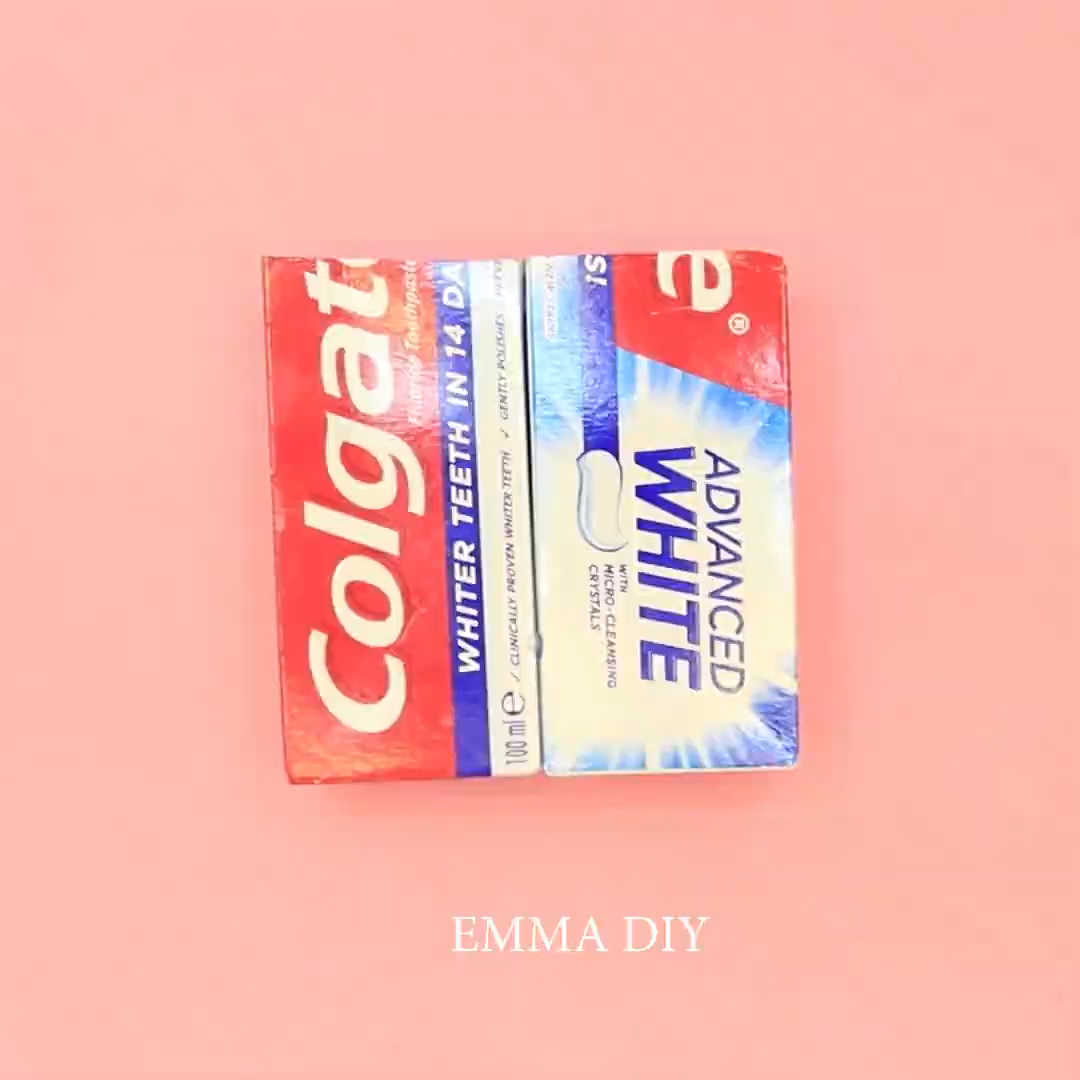 Colgat
Fluoride Toothpaste
WHITER TEETH IN 14 DA
✓ CLINICALLY PROVEN WHITER TEETH ✓ GENTLY POLISHES
100 ml e
e®
ADVANCED
WHITE
WITH
MICRO-CLEANSING
CRYSTALS
EMMA DIY